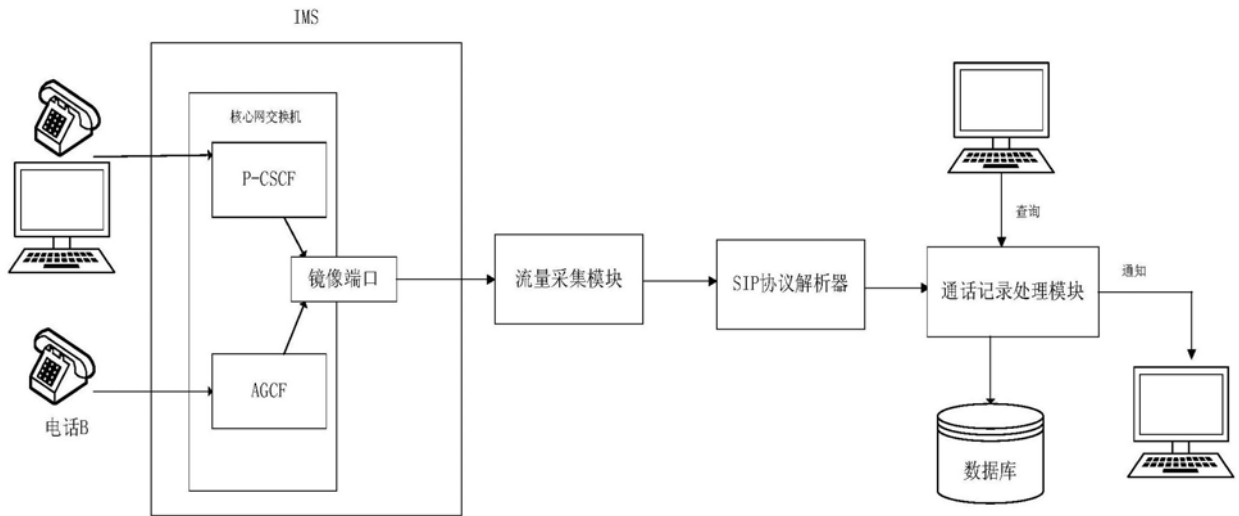 IMS
核心网交换机
P-CSCF
镜像端口
AGCF
电话B
流量采集模块
SIP协议解析器
查询
通话记录处理模块
通知
数据库